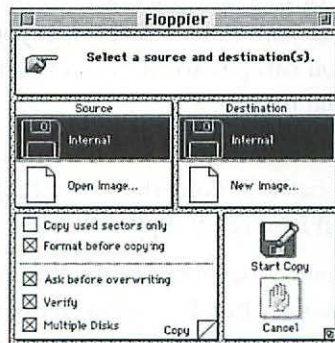 Floppier
Select a source and destination(s).
Source
Internal
Open Image...
Destination
Internal
New Image...
Copy used sectors only
Format before copying
Ask before overwriting
Verify
Multiple Disks
Copy
Start Copy
Cancel